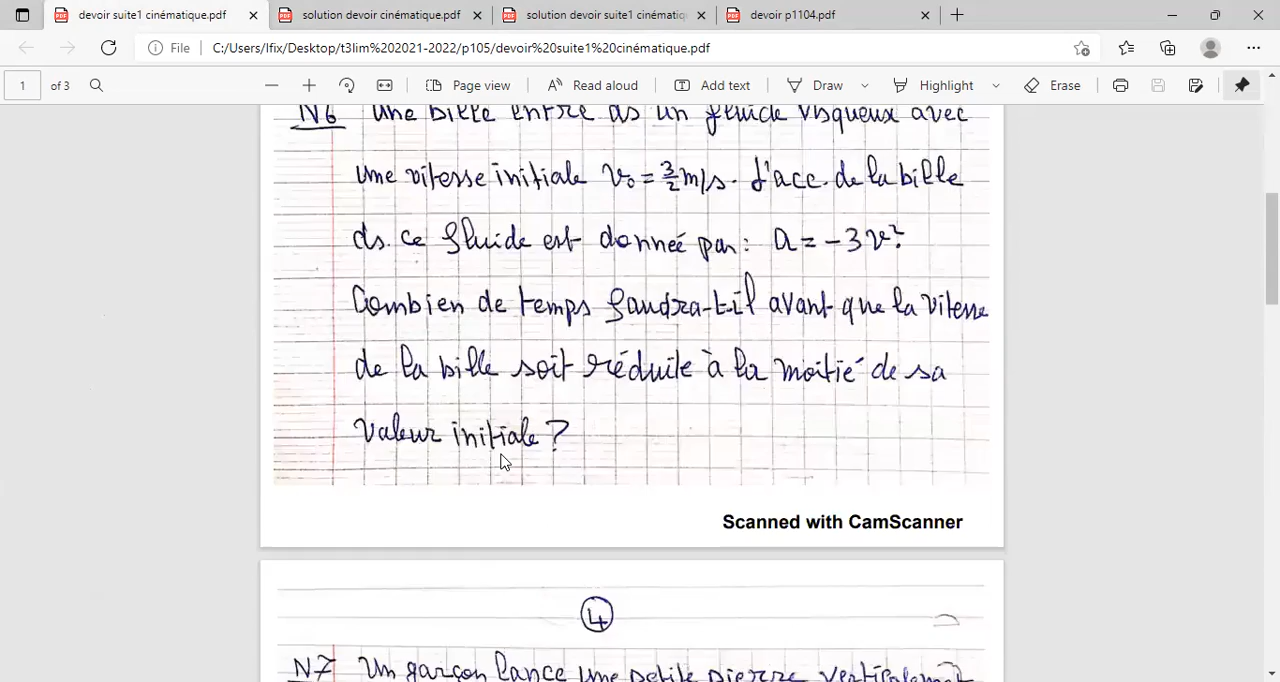 devoir suite1 cinématique.pdf
solution devoir cinématique.pdf
solution devoir suite1 cinématiq
devoir p1104.pdf
File
C:/Users/lfix/Desktop/t3lim%202021-2022/p105/devoir%20suite1%20cinématique.pdf
1 of 3
Page view
Read aloud
Add text
Draw
Highlight
Erase
N6 Une bille entre ds un fluide visqueux avec
une vitesse initiale v₀ = 3/2 m/s. L'acc. de la bille
ds. ce fluide est donneé par: a = -3v².
Combien de temps faudra-t-il avant que la vitesse
de la bille soit réduite à la moitié de sa
valeur initiale ?
Scanned with CamScanner
4
N7 Un garçon lance une petite pierre verticalement